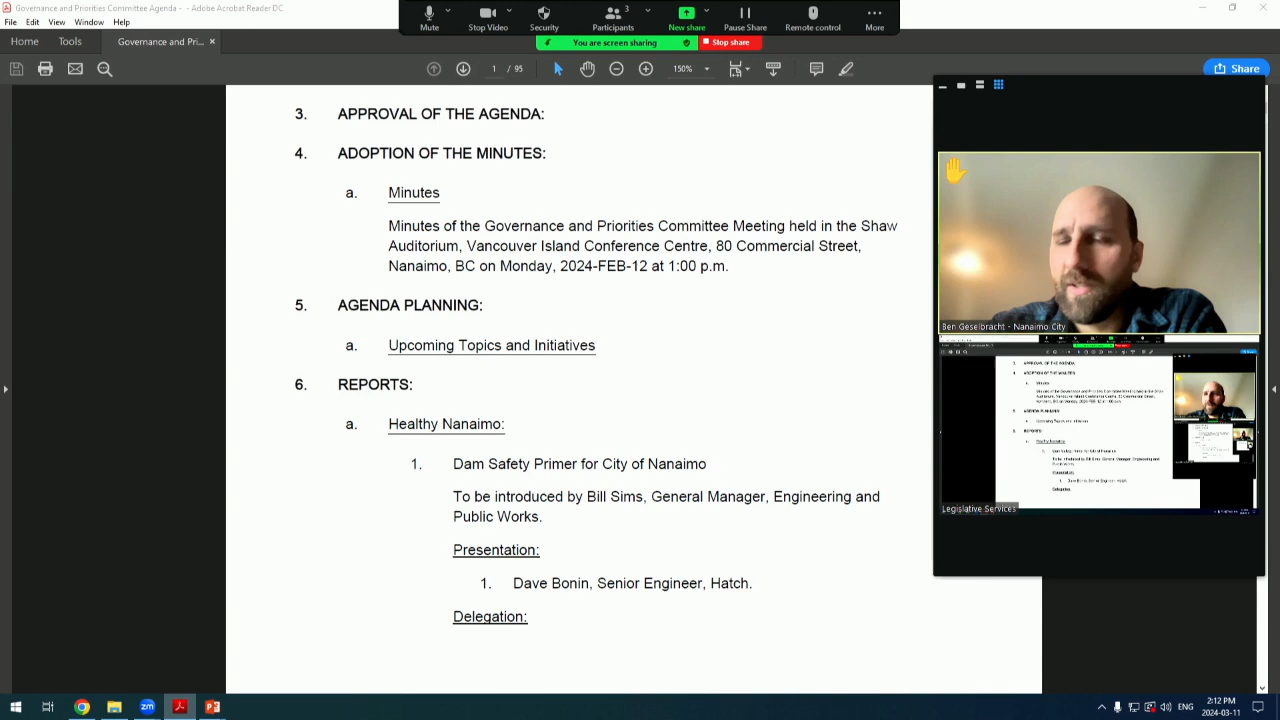 Governance and Priorities Committee Agenda - - Adobe Acrobat Reader DC
File Edit View Window Help
Tools
Governance and Pri... ×
Mute
Stop Video
Security
Participants
3
New share
Pause Share
Remote control
More
You are screen sharing
Stop share
1 / 95
150%
Share
3. APPROVAL OF THE AGENDA:
4. ADOPTION OF THE MINUTES:
a. Minutes
Minutes of the Governance and Priorities Committee Meeting held in the Shaw
Auditorium, Vancouver Island Conference Centre, 80 Commercial Street,
Nanaimo, BC on Monday, 2024-FEB-12 at 1:00 p.m.
5. AGENDA PLANNING:
a. Upcoming Topics and Initiatives
6. REPORTS:
a. Healthy Nanaimo:
1. Dam Safety Primer for City of Nanaimo
To be introduced by Bill Sims, General Manager, Engineering and
Public Works.
Presentation:
1. Dave Bonin, Senior Engineer, Hatch.
Delegation:
Ben Geselbracht - Nanaimo City
Legislative Services
zm
ENG
2:12 PM
2024-03-11